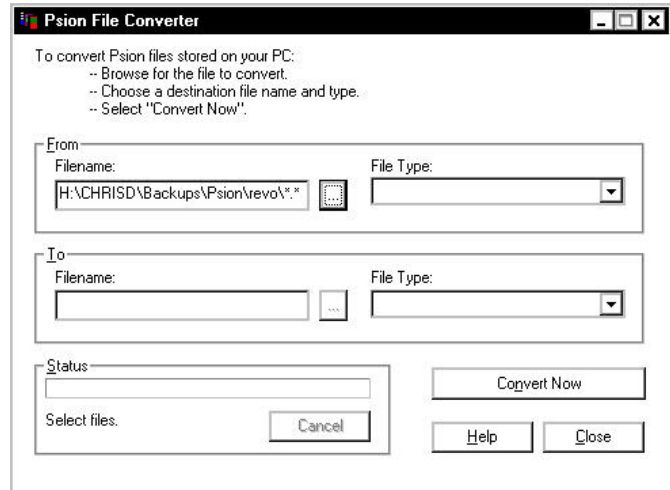 Psion File Converter
To convert Psion files stored on your PC:
-- Browse for the file to convert.
-- Choose a destination file name and type.
-- Select "Convert Now".
From
Filename:
File Type:
H:\CHRISD\Backups\Psion\revo\*.*
...
To
Filename:
File Type:
...
Status
Select files.
Cancel
Convert Now
Help
Close